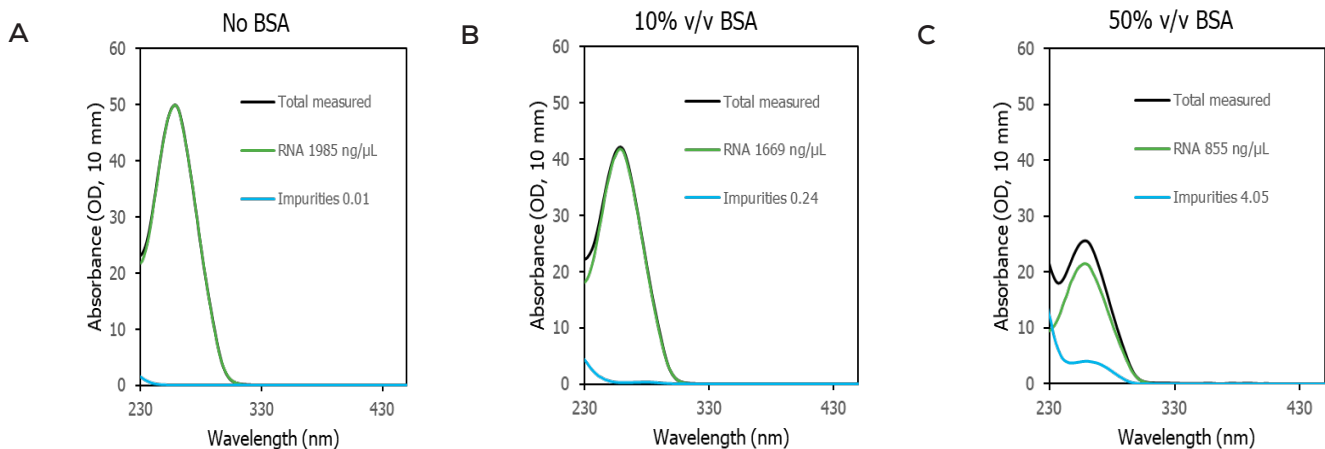 A
No BSA
60
50
40
30
20
10
0
230
330
430
Absorbance (OD, 10 mm)
Wavelength (nm)
Total measured
RNA 1985 ng/µL
Impurities 0.01
B
10% v/v BSA
60
50
40
30
20
10
0
230
330
430
Absorbance (OD, 10 mm)
Wavelength (nm)
Total measured
RNA 1669 ng/µL
Impurities 0.24
C
50% v/v BSA
60
50
40
30
20
10
0
230
330
430
Absorbance (OD, 10 mm)
Wavelength (nm)
Total measured
RNA 855 ng/µL
Impurities 4.05